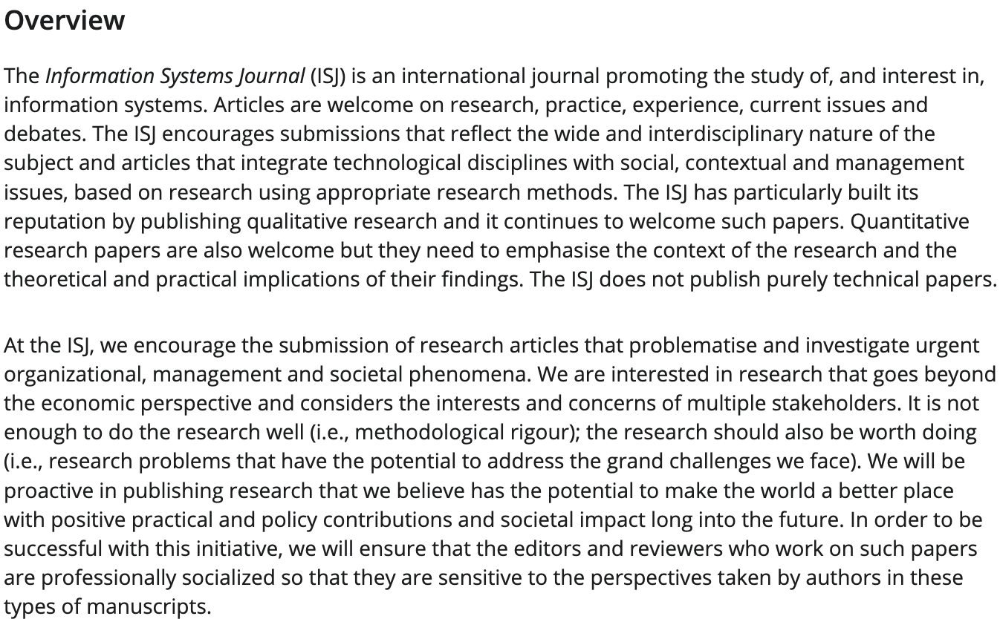 Overview
The Information Systems Journal (ISJ) is an international journal promoting the study of, and interest in,
information systems. Articles are welcome on research, practice, experience, current issues and
debates. The ISJ encourages submissions that reflect the wide and interdisciplinary nature of the
subject and articles that integrate technological disciplines with social, contextual and management
issues, based on research using appropriate research methods. The ISJ has particularly built its
reputation by publishing qualitative research and it continues to welcome such papers. Quantitative
research papers are also welcome but they need to emphasise the context of the research and the
theoretical and practical implications of their findings. The ISJ does not publish purely technical papers.
At the ISJ, we encourage the submission of research articles that problematise and investigate urgent
organizational, management and societal phenomena. We are interested in research that goes beyond
the economic perspective and considers the interests and concerns of multiple stakeholders. It is not
enough to do the research well (i.e., methodological rigour); the research should also be worth doing
(i.e., research problems that have the potential to address the grand challenges we face). We will be
proactive in publishing research that we believe has the potential to make the world a better place
with positive practical and policy contributions and societal impact long into the future. In order to be
successful with this initiative, we will ensure that the editors and reviewers who work on such papers
are professionally socialized so that they are sensitive to the perspectives taken by authors in these
types of manuscripts.